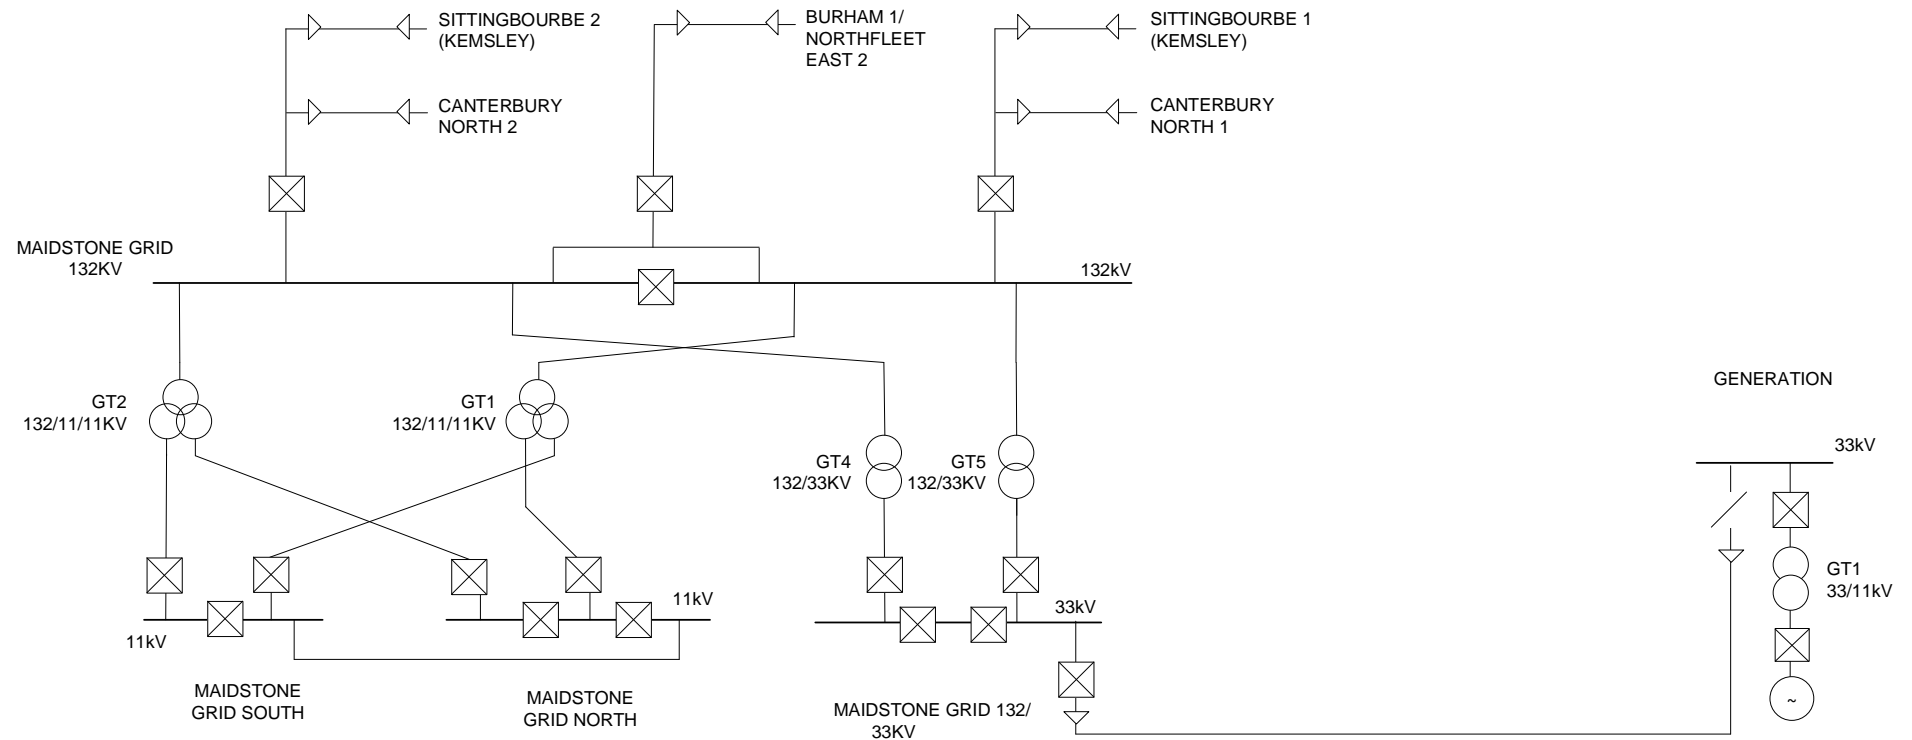 SITTINGBOURBE 2
(KEMSLEY)
BURHAM 1/
NORTHFLEET
EAST 2
SITTINGBOURBE 1
(KEMSLEY)
CANTERBURY
NORTH 2
CANTERBURY
NORTH 1
MAIDSTONE GRID
132KV
132kV
GENERATION
GT2
132/11/11KV
GT1
132/11/11KV
GT4
132/33KV
GT5
132/33KV
33kV
GT1
33/11kV
11kV
11kV
33kV
MAIDSTONE
GRID SOUTH
MAIDSTONE
GRID NORTH
MAIDSTONE GRID 132/
33KV
~